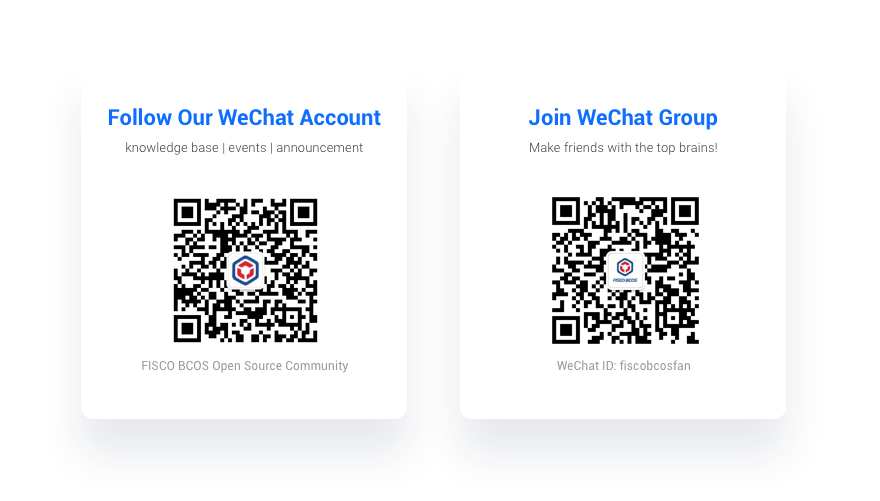 Follow Our WeChat Account
knowledge base | events | announcement
FISCO BCOS Open Source Community
Join WeChat Group
Make friends with the top brains!
FISCO BCOS
WeChat ID: fiscobcosfan